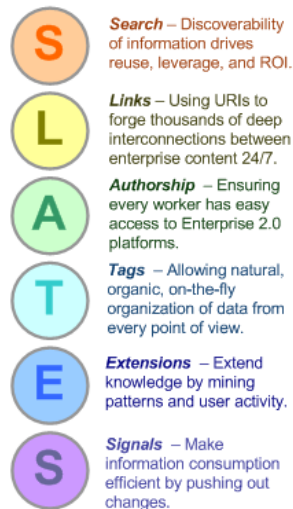 S
Search – Discoverability
of information drives
reuse, leverage, and ROI.
L
Links – Using URIs to
forge thousands of deep
interconnections between
enterprise content 24/7.
A
Authorship – Ensuring
every worker has easy
access to Enterprise 2.0
platforms.
T
Tags – Allowing natural,
organic, on-the-fly
organization of data from
every point of view.
E
Extensions – Extend
knowledge by mining
patterns and user activity.
S
Signals – Make
information consumption
efficient by pushing out
changes.